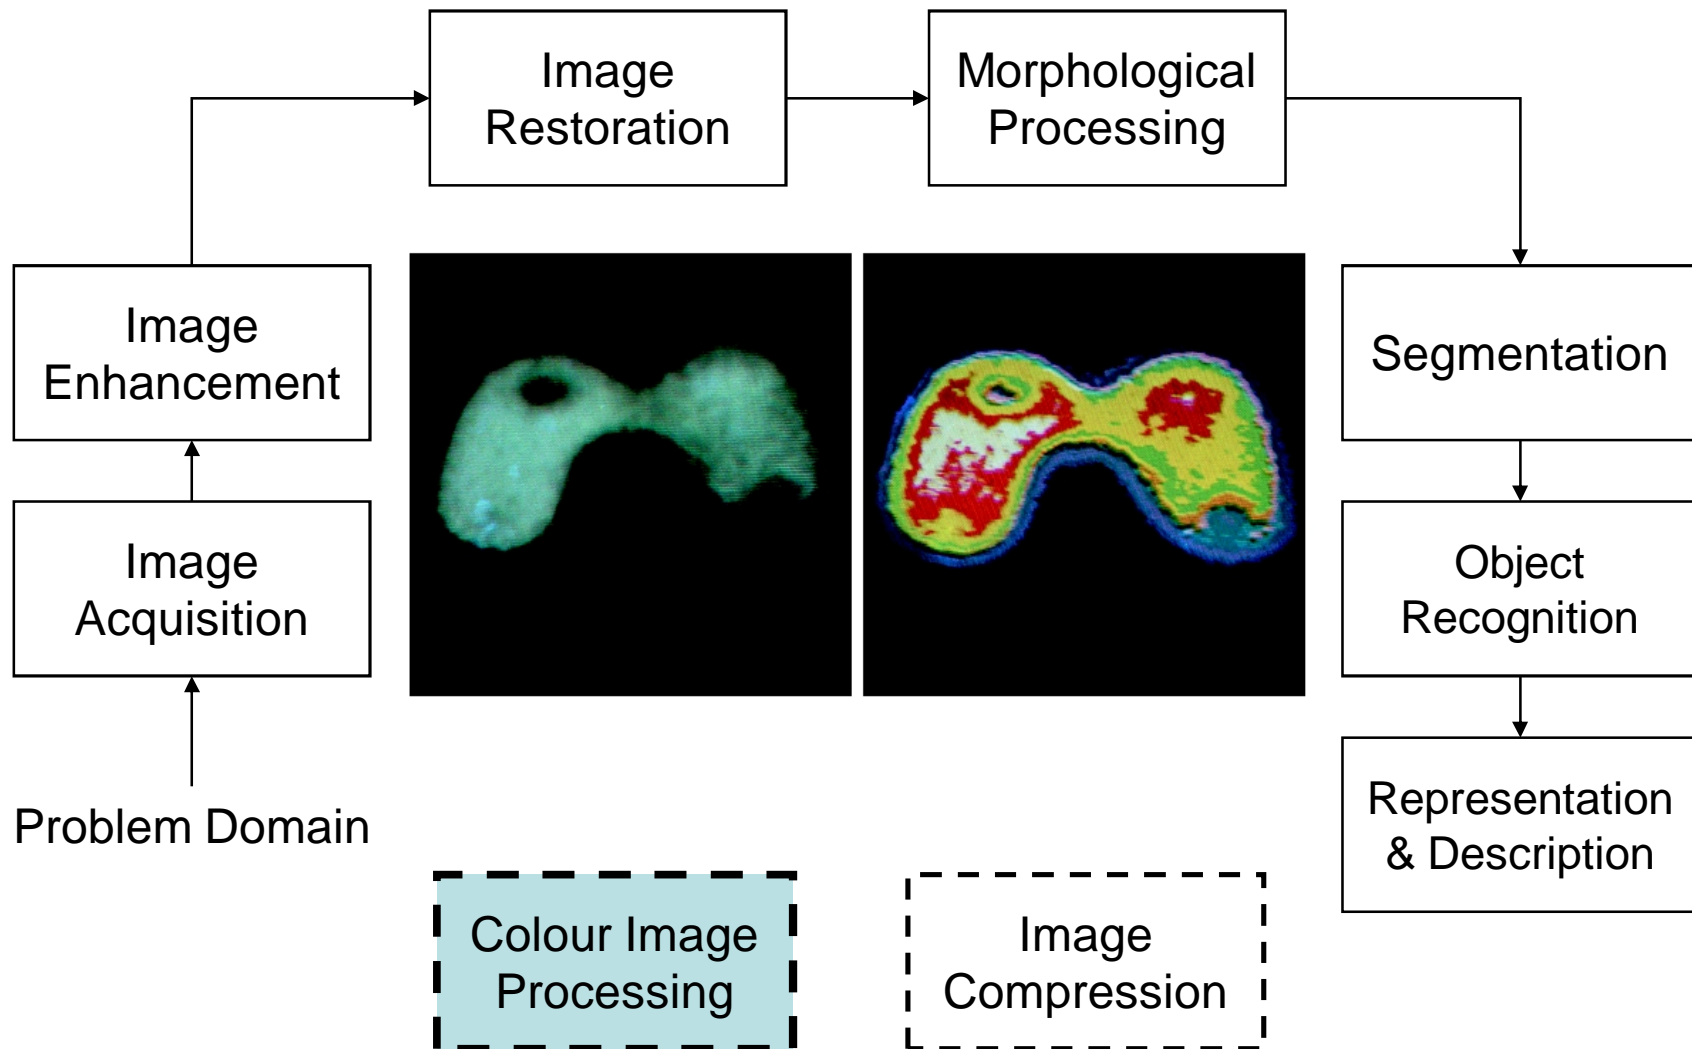 Image
Restoration
Morphological
Processing
Image
Enhancement
Segmentation
Image
Acquisition
Object
Recognition
Problem Domain
Representation
& Description
Colour Image
Processing
Image
Compression